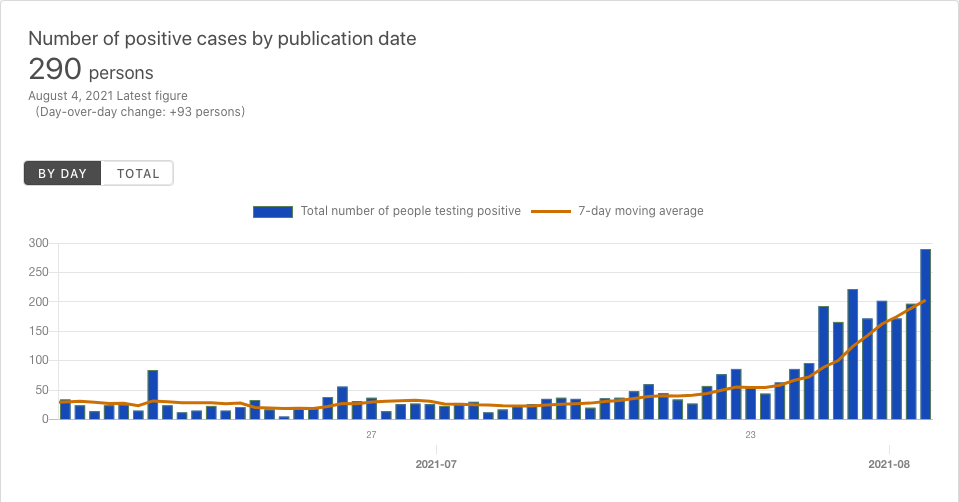 Number of positive cases by publication date
290 persons
August 4, 2021 Latest figure
(Day-over-day change: +93 persons)
BY DAY TOTAL
Total number of people testing positive 7-day moving average
300
250
200
150
100
50
0
27 23
2021-07 2021-08